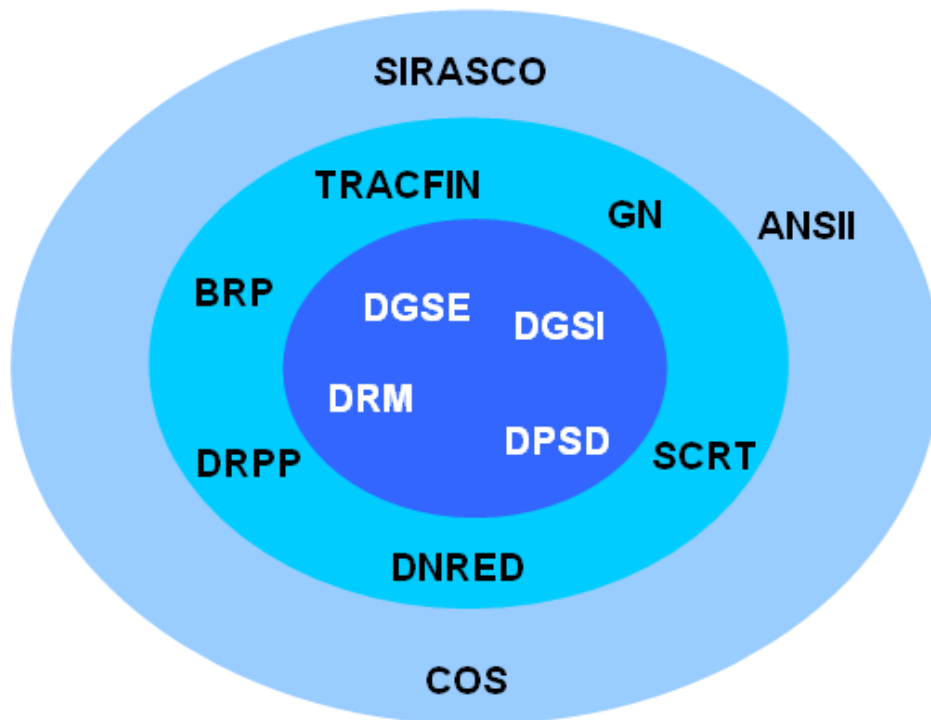 SIRASCO
TRACFIN
GN
ANSII
BRP
DGSE
DGSI
DRM
DPSD
DRPP
SCRT
DNRED
COS